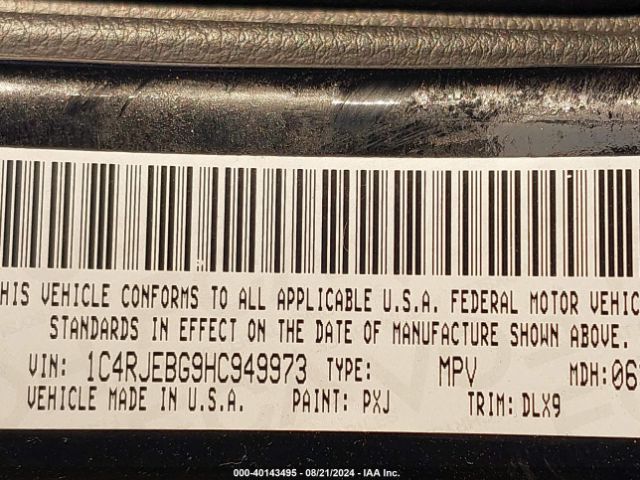 HIS VEHICLE CONFORMS TO ALL APPLICABLE U.S.A. FEDERAL MOTOR VEHIC
STANDARDS IN EFFECT ON THE DATE OF MANUFACTURE SHOWN ABOVE.
VIN: 1C4RJEBG9HC949973 TYPE: MPV MDH: 06
VEHICLE MADE IN U.S.A. PAINT: PXJ TRIM: DLX9
000-40143495 - 08/21/2024 - IAA Inc.